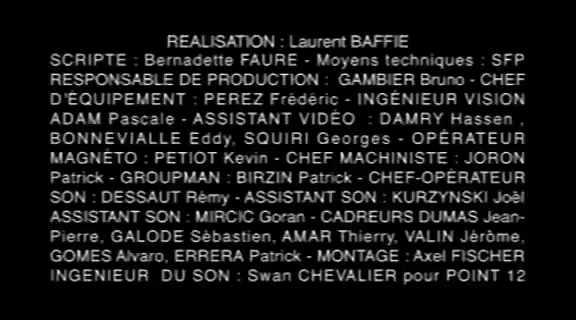 REALISATION : Laurent BAFFIE
SCRIPTE : Bernadette FAURE - Moyens techniques : SFP
RESPONSABLE DE PRODUCTION : GAMBIER Bruno - CHEF
D'ÉQUIPEMENT : PEREZ Frédéric - INGÉNIEUR VISION
ADAM Pascale - ASSISTANT VIDÉO : DAMRY Hassen ,
BONNEVIALLE Eddy, SQUIRI Georges - OPÉRATEUR
MAGNÉTO : PETIOT Kevin - CHEF MACHINISTE : JORON
Patrick - GROUPMAN : BIRZIN Patrick - CHEF-OPÉRATEUR
SON : DESSAUT Rémy - ASSISTANT SON : KURZYNSKI Joël
ASSISTANT SON : MIRCIC Goran - CADREURS DUMAS Jean-
Pierre, GALODE Sébastien, AMAR Thierry, VALIN Jérôme,
GOMES Alvaro, ERRERA Patrick - MONTAGE : Axel FISCHER
INGENIEUR DU SON : Swan CHEVALIER pour POINT 12